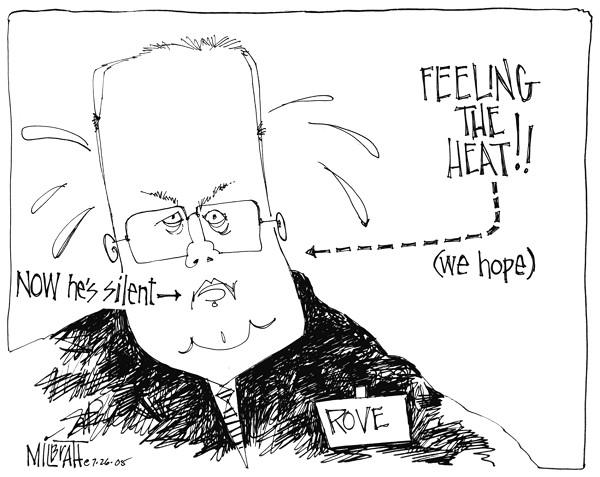 FEELING
THE
HEAT!!
(we hope)
NOW he's silent
ROVE
MILBRATH 7-26-05